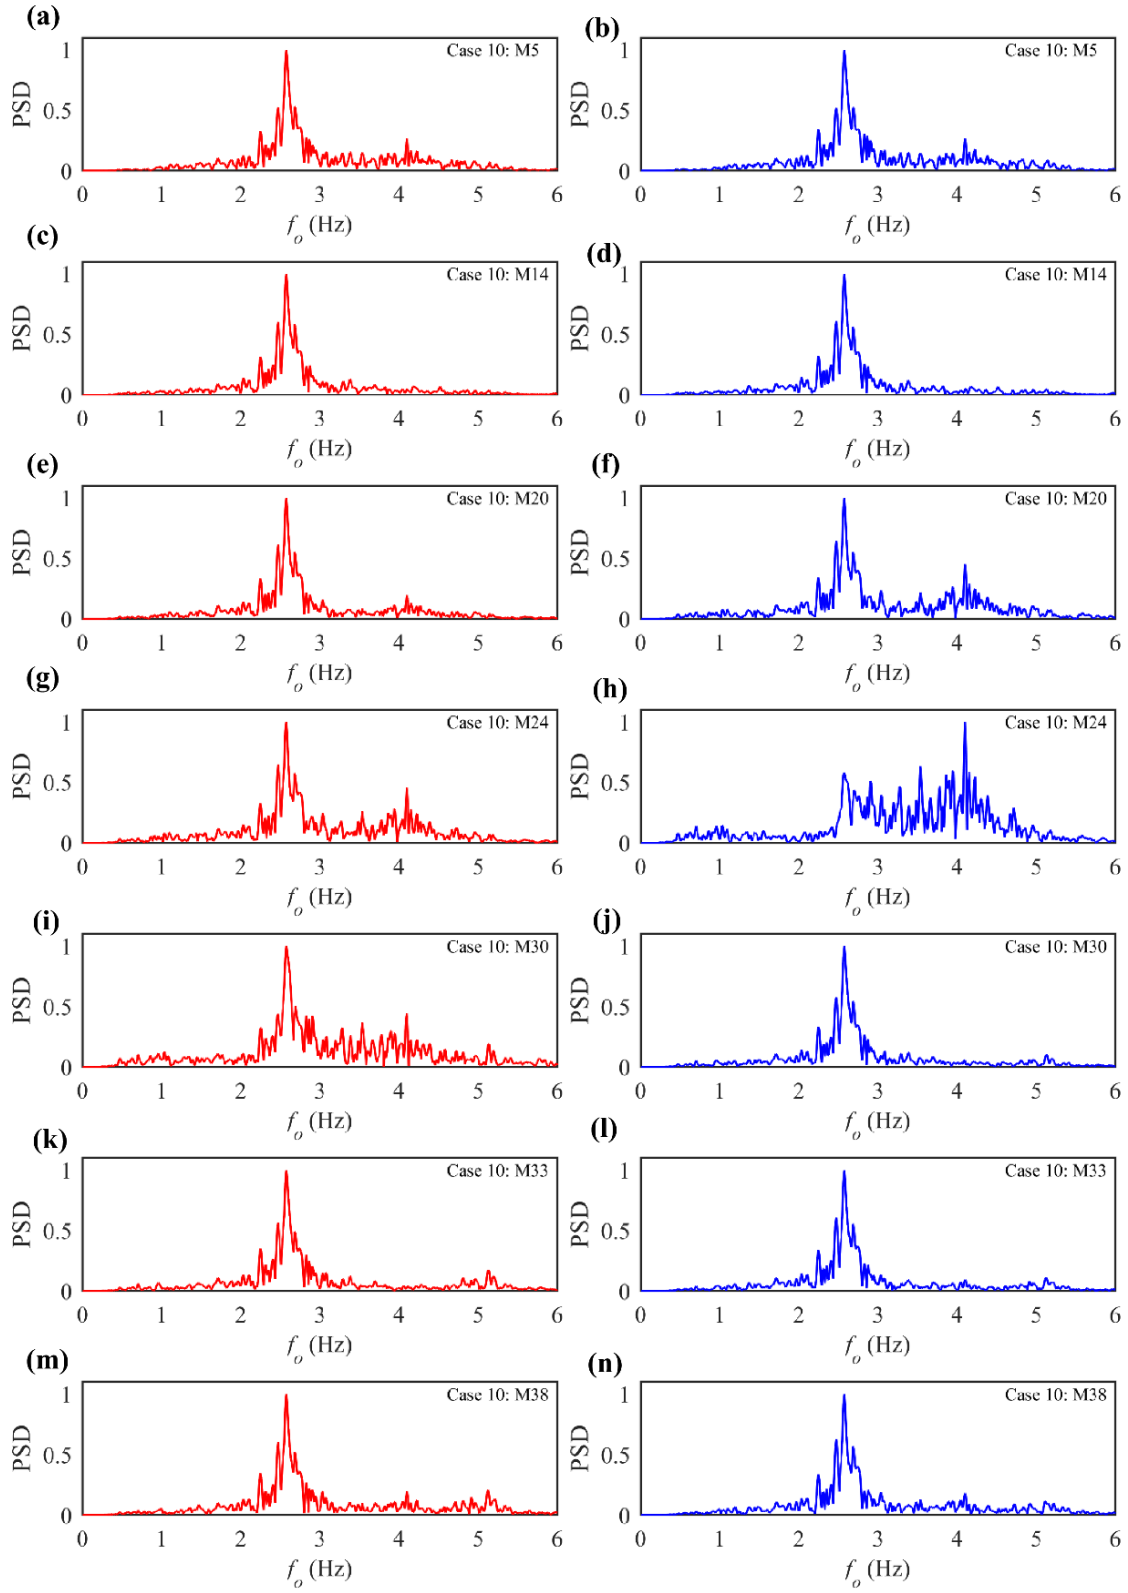 (a) (b)
Case 10: M5 Case 10: M5
1 1
PSD 0.5 PSD 0.5
0 0
0 1 2 3 4 5 6 0 1 2 3 4 5 6
f_o (Hz) f_o (Hz)
(c) (d)
Case 10: M14 Case 10: M14
1 1
PSD 0.5 PSD 0.5
0 0
0 1 2 3 4 5 6 0 1 2 3 4 5 6
f_o (Hz) f_o (Hz)
(e) (f)
Case 10: M20 Case 10: M20
1 1
PSD 0.5 PSD 0.5
0 0
0 1 2 3 4 5 6 0 1 2 3 4 5 6
f_o (Hz) f_o (Hz)
(g) (h)
Case 10: M24 Case 10: M24
1 1
PSD 0.5 PSD 0.5
0 0
0 1 2 3 4 5 6 0 1 2 3 4 5 6
f_o (Hz) f_o (Hz)
(i) (j)
Case 10: M30 Case 10: M30
1 1
PSD 0.5 PSD 0.5
0 0
0 1 2 3 4 5 6 0 1 2 3 4 5 6
f_o (Hz) f_o (Hz)
(k) (l)
Case 10: M33 Case 10: M33
1 1
PSD 0.5 PSD 0.5
0 0
0 1 2 3 4 5 6 0 1 2 3 4 5 6
f_o (Hz) f_o (Hz)
(m) (n)
Case 10: M38 Case 10: M38
1 1
PSD 0.5 PSD 0.5
0 0
0 1 2 3 4 5 6 0 1 2 3 4 5 6
f_o (Hz) f_o (Hz)